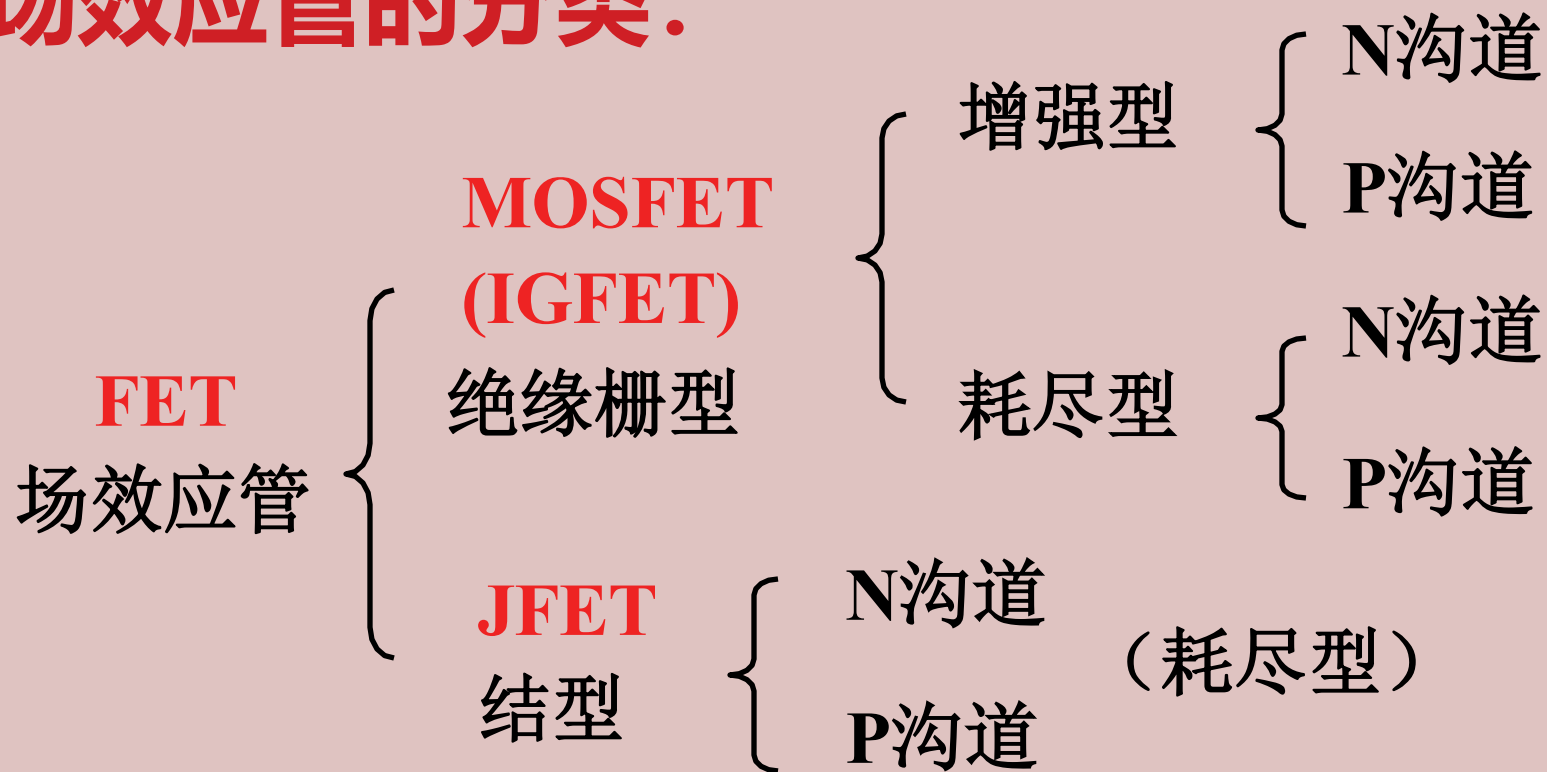 场效应管的分类：
FET
场效应管
MOSFET
(IGFET)
绝缘栅型
增强型
N沟道
P沟道
耗尽型
N沟道
P沟道
JFET
结型
N沟道
P沟道
（耗尽型）